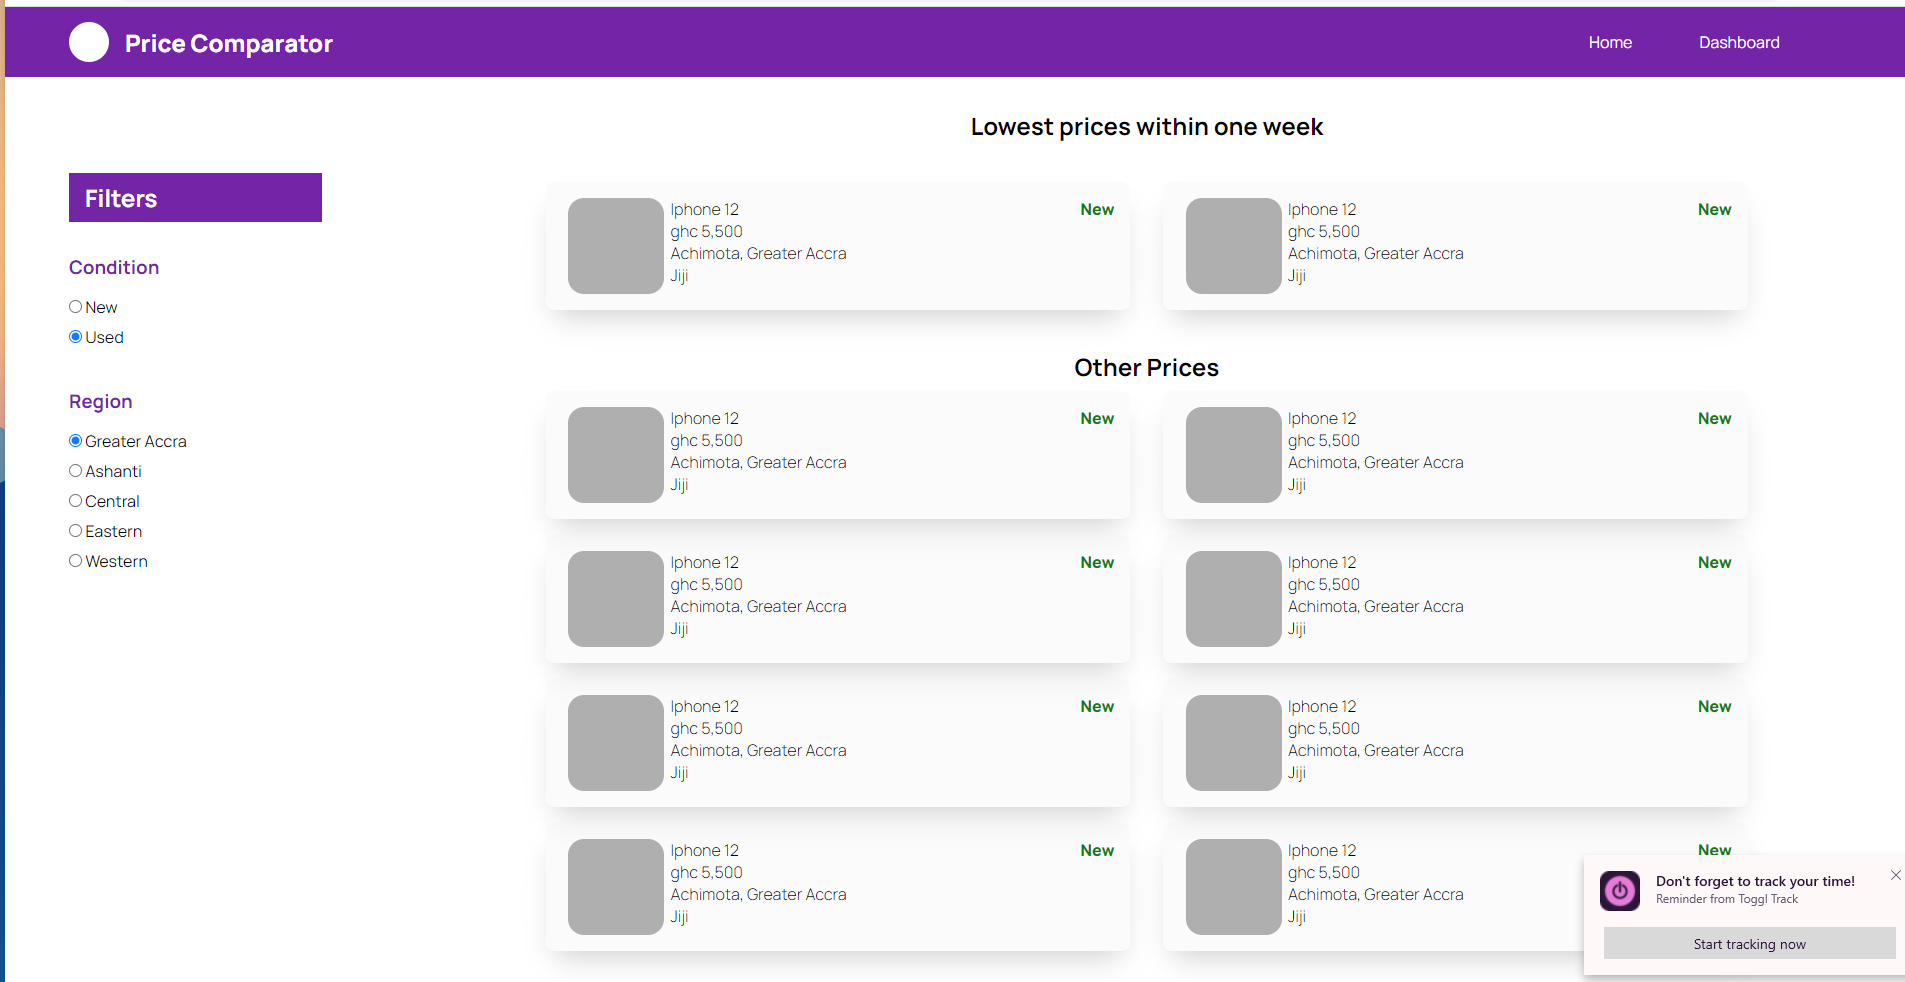 Price Comparator
Home
Dashboard
Filters
Condition
New
Used
Region
Greater Accra
Ashanti
Central
Eastern
Western
Lowest prices within one week
Iphone 12
New
ghc 5,500
Achimota, Greater Accra
Jiji
Iphone 12
New
ghc 5,500
Achimota, Greater Accra
Jiji
Other Prices
Iphone 12
New
ghc 5,500
Achimota, Greater Accra
Jiji
Iphone 12
New
ghc 5,500
Achimota, Greater Accra
Jiji
Iphone 12
New
ghc 5,500
Achimota, Greater Accra
Jiji
Iphone 12
New
ghc 5,500
Achimota, Greater Accra
Jiji
Iphone 12
New
ghc 5,500
Achimota, Greater Accra
Jiji
Iphone 12
New
ghc 5,500
Achimota, Greater Accra
Jiji
Iphone 12
New
ghc 5,500
Achimota, Greater Accra
Jiji
Iphone 12
New
ghc 5,500
Achimota, Greater Accra
Jiji
Don't forget to track your time!
Reminder from Toggl Track
Start tracking now